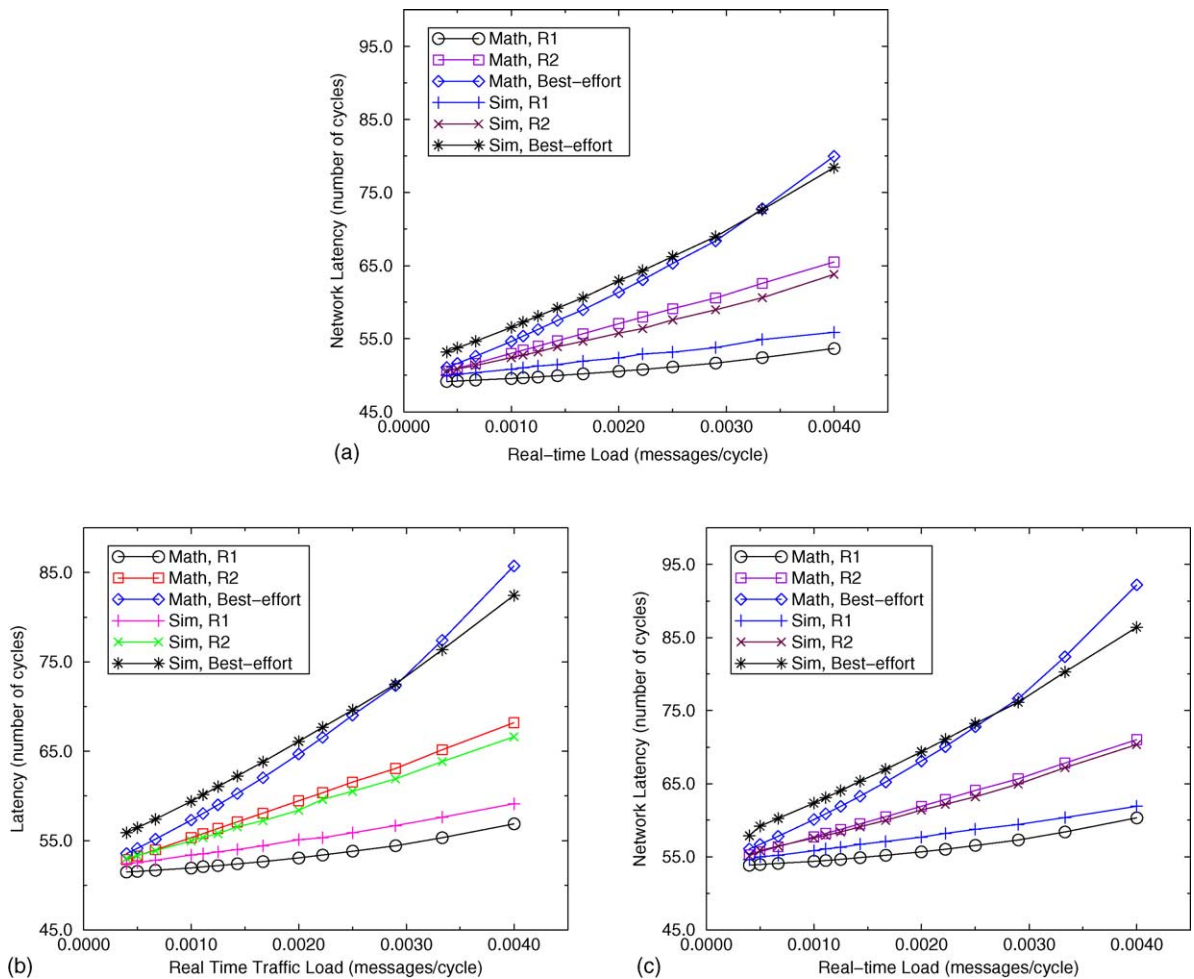 95.0
85.0
75.0
65.0
55.0
45.0
Network Latency (number of cycles)
Math, R1
Math, R2
Math, Best-effort
Sim, R1
Sim, R2
Sim, Best-effort
0.0000 0.0010 0.0020 0.0030 0.0040
Real-time Load (messages/cycle)
(a)
85.0
75.0
65.0
55.0
45.0
Latency (number of cycles)
Math, R1
Math, R2
Math, Best-effort
Sim, R1
Sim, R2
Sim, Best-effort
0.0000 0.0010 0.0020 0.0030 0.0040
Real Time Traffic Load (messages/cycle)
(b)
95.0
85.0
75.0
65.0
55.0
45.0
Network Latency (number of cycles)
Math, R1
Math, R2
Math, Best-effort
Sim, R1
Sim, R2
Sim, Best-effort
0.0000 0.0010 0.0020 0.0030 0.0040
Real-time Load (messages/cycle)
(c)